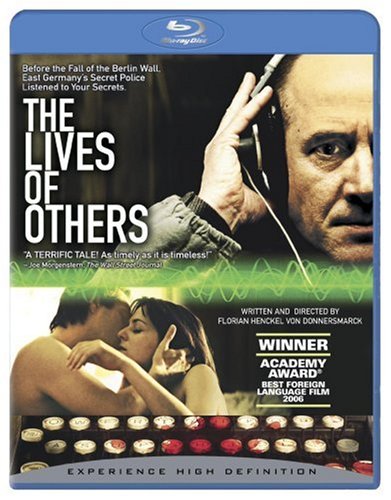 Blu-ray Disc
Before the Fall of the Berlin Wall,
East Germany's Secret Police
Listened to Your Secrets.
THE
LIVES
OF
OTHERS
"A TERRIFIC TALE! As timely as it is timeless!"
–Joe Morgenstern, The Wall Street Journal
WRITTEN AND DIRECTED BY
FLORIAN HENCKEL VON DONNERSMARCK
WINNER
ACADEMY
AWARD®
BEST FOREIGN
LANGUAGE FILM
2006
EXPERIENCE HIGH DEFINITION